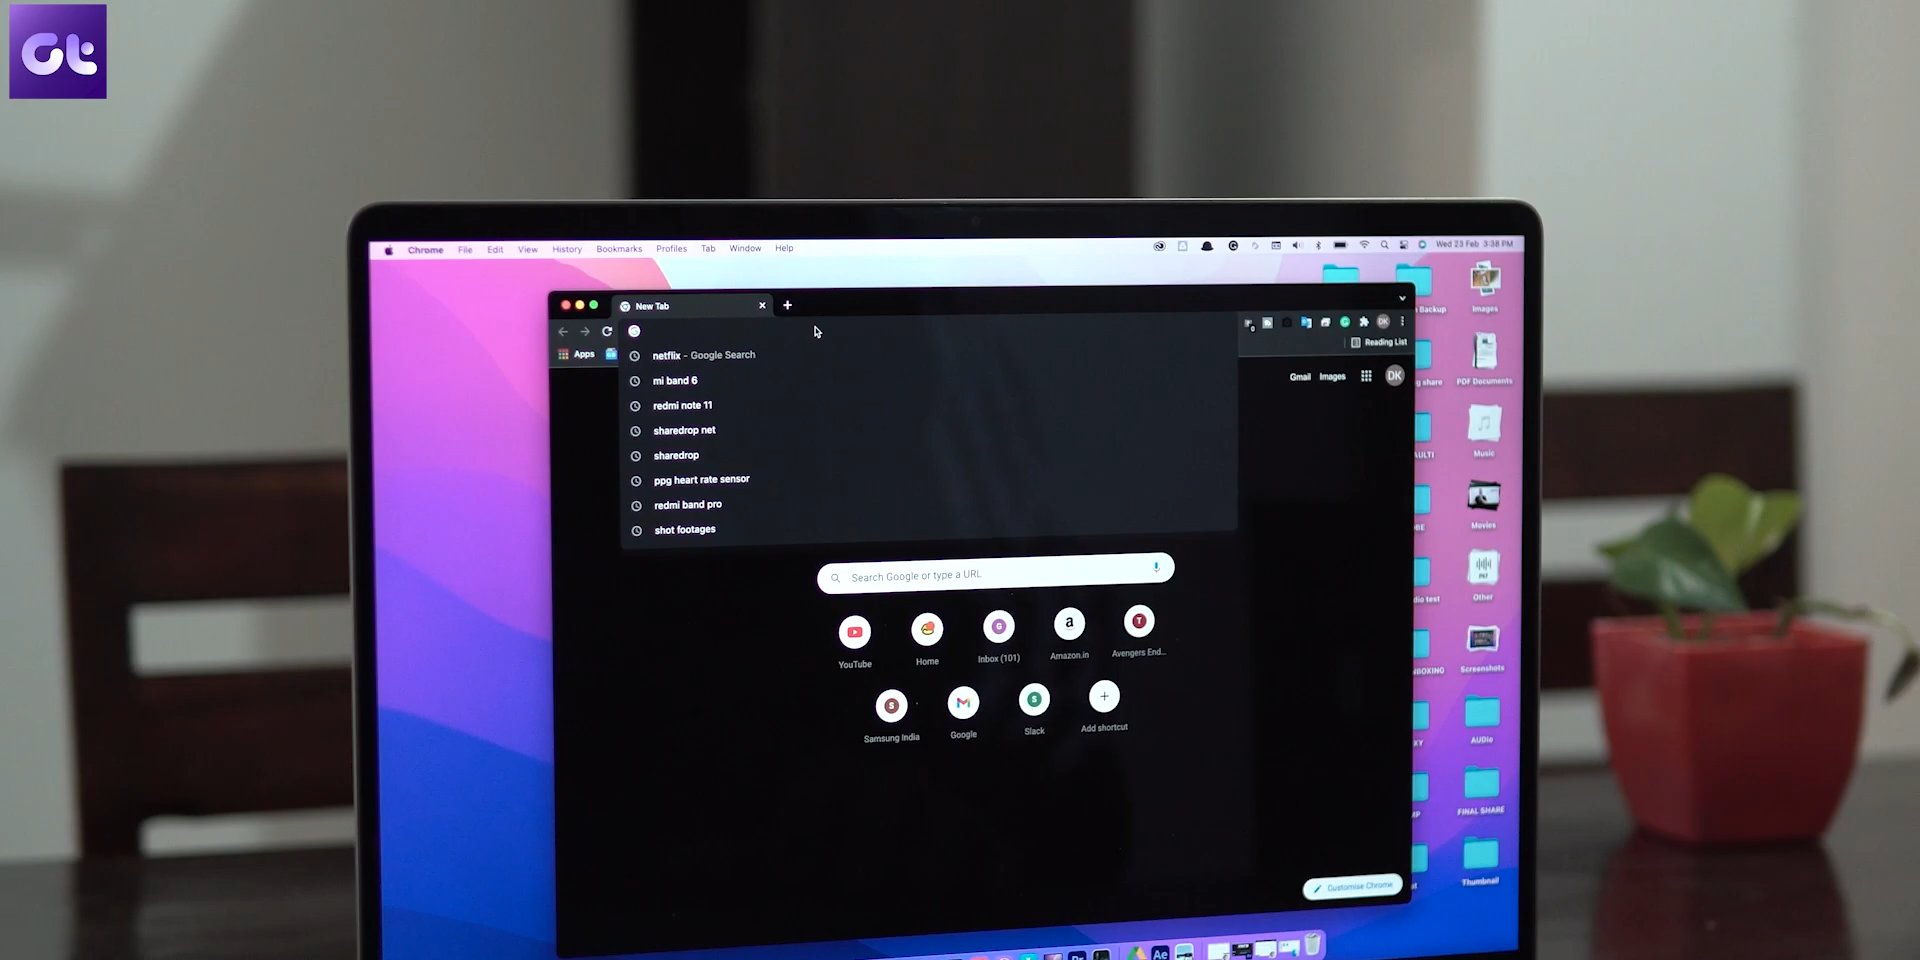 Gt
Chrome File Edit View History Bookmarks Profiles Tab Window Help
Wed 23 Feb 3:38 PM
New Tab
netflix – Google Search
mi band 6
redmi note 11
sharedrop net
sharedrop
ppg heart rate sensor
redmi band pro
shot footages
Apps
Reading List
Gmail Images DK
DK
Search Google or type a URL
YouTube
Home
Inbox (101)
Amazon.in
Avengers End...
Samsung India
Google
Slack
Add shortcut
Customise Chrome
Images
Backup
PDF Documents
share
Music
Movies
Other
Screenshots
AUDio
FINAL SHARE
Thumbnail
Ae